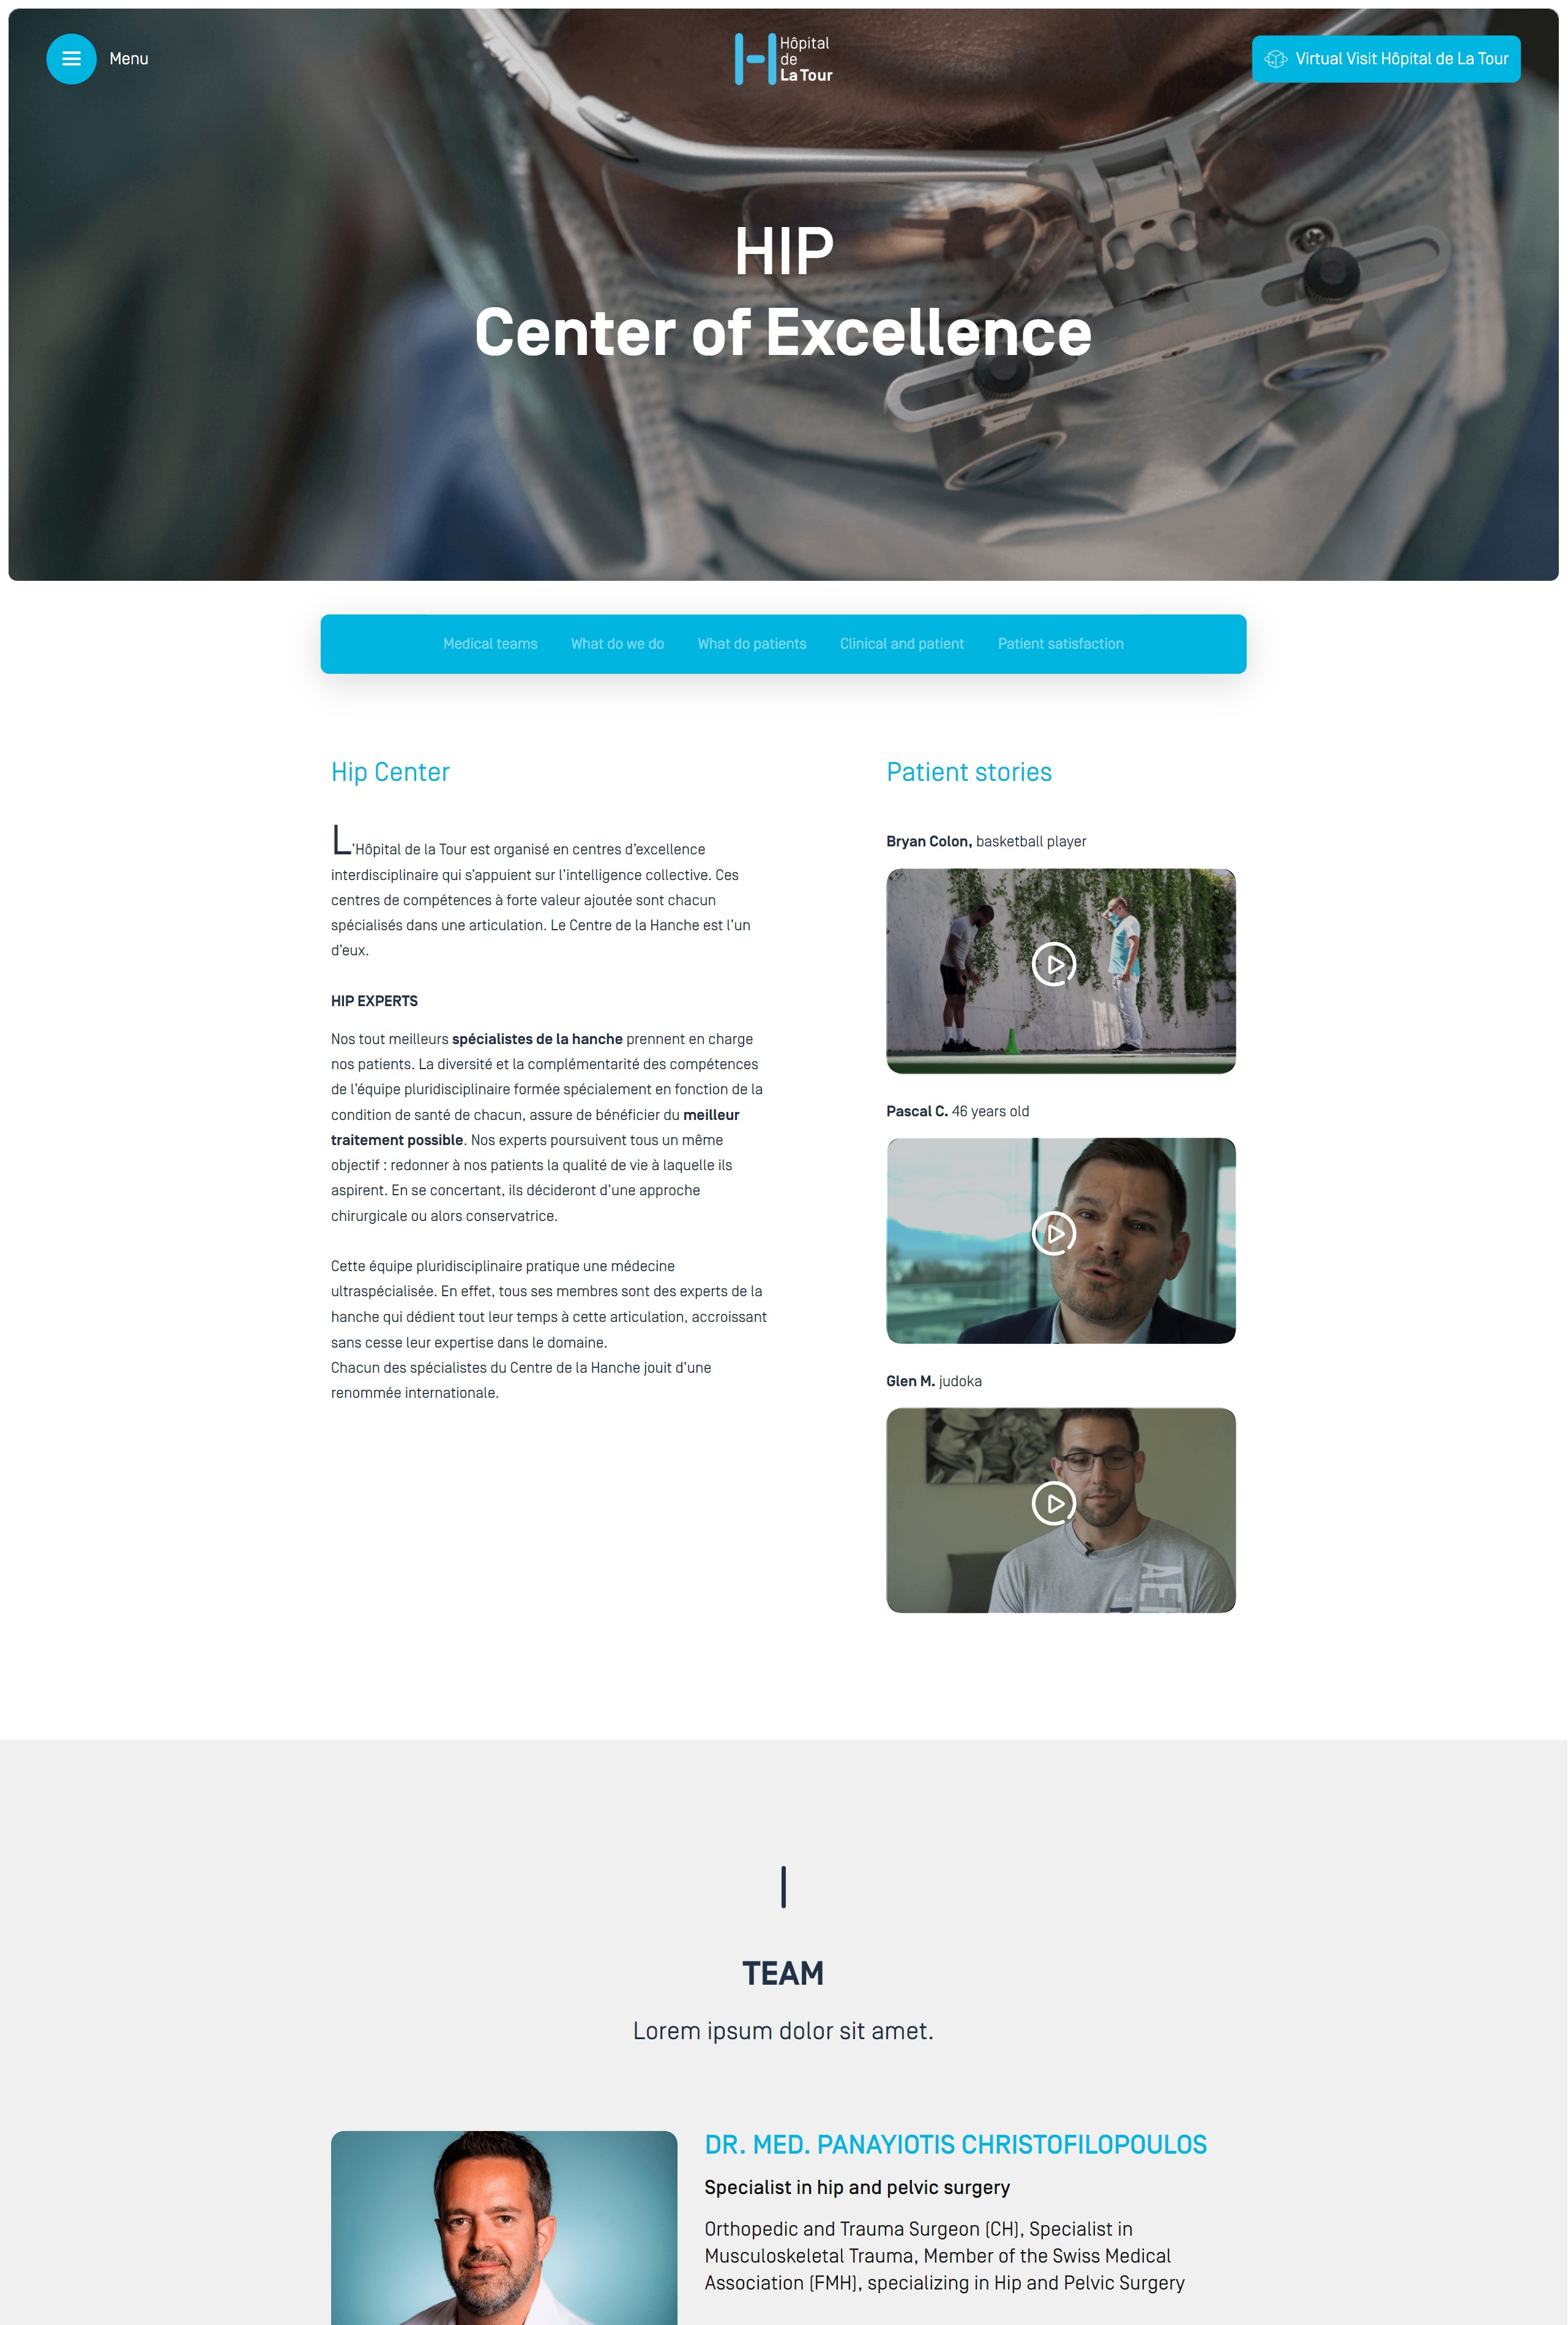 Menu
Hôpital
de
La Tour
Virtual Visit Hôpital de La Tour
HIP
Center of Excellence
Medical teams
What do we do
What do patients
Clinical and patient
Patient satisfaction
Hip Center
L'Hôpital de la Tour est organisé en centres d'excellence
interdisciplinaire qui s'appuient sur l'intelligence collective. Ces
centres de compétences à forte valeur ajoutée sont chacun
spécialisés dans une articulation. Le Centre de la Hanche est l'un
d'eux.
HIP EXPERTS
Nos tout meilleurs spécialistes de la hanche prennent en charge
nos patients. La diversité et la complémentarité des compétences
de l'équipe pluridisciplinaire formée spécialement en fonction de la
condition de santé de chacun, assure de bénéficier du meilleur
traitement possible. Nos experts poursuivent tous un même
objectif : redonner à nos patients la qualité de vie à laquelle ils
aspirent. En se concertant, ils décideront d'une approche
chirurgicale ou alors conservatrice.
Cette équipe pluridisciplinaire pratique une médecine
ultraspécialisée. En effet, tous ses membres sont des experts de la
hanche qui dédient tout leur temps à cette articulation, accroissant
sans cesse leur expertise dans le domaine.
Chacun des spécialistes du Centre de la Hanche jouit d'une
renommée internationale.
Patient stories
Bryan Colon, basketball player
Pascal C. 46 years old
Glen M. judoka
TEAM
Lorem ipsum dolor sit amet.
DR. MED. PANAYIOTIS CHRISTOFILOPOULOS
Specialist in hip and pelvic surgery
Orthopedic and Trauma Surgeon (CH), Specialist in
Musculoskeletal Trauma, Member of the Swiss Medical
Association (FMH), specializing in Hip and Pelvic Surgery